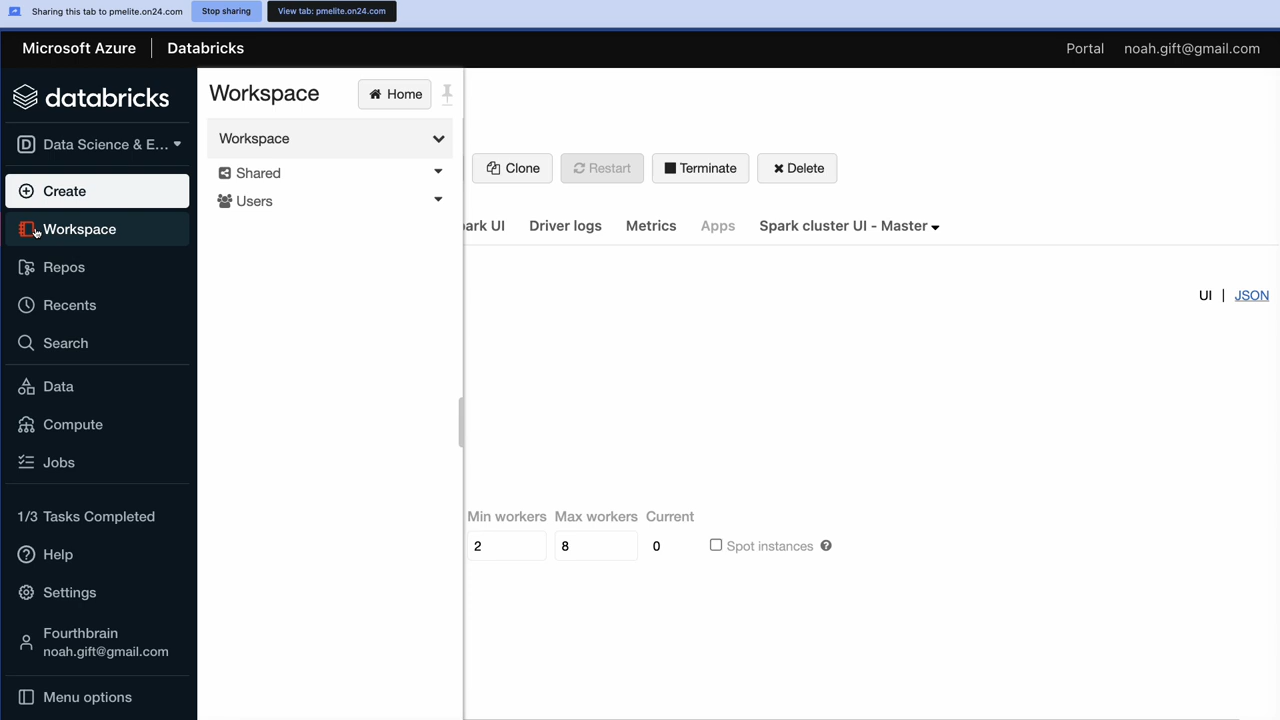 Sharing this tab to pmelite.on24.com
Stop sharing
View tab: pmelite.on24.com
Microsoft Azure
Databricks
Portal
noah.gift@gmail.com
databricks
Data Science & E...
Create
Workspace
Repos
Recents
Search
Data
Compute
Jobs
1/3 Tasks Completed
Help
Settings
Fourthbrain
noah.gift@gmail.com
Menu options
Workspace
Home
Workspace
Shared
Users
Clone
Restart
Terminate
Delete
ark UI
Driver logs
Metrics
Apps
Spark cluster UI - Master
UI | JSON
Min workers
Max workers
Current
2
8
0
Spot instances